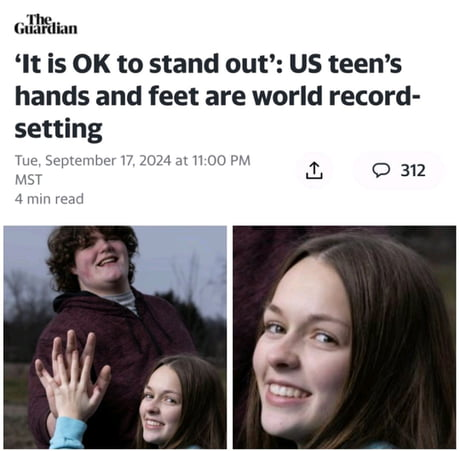 The
Guardian
‘It is OK to stand out’: US teen’s
hands and feet are world record-
setting
Tue, September 17, 2024 at 11:00 PM
MST
312
4 min read